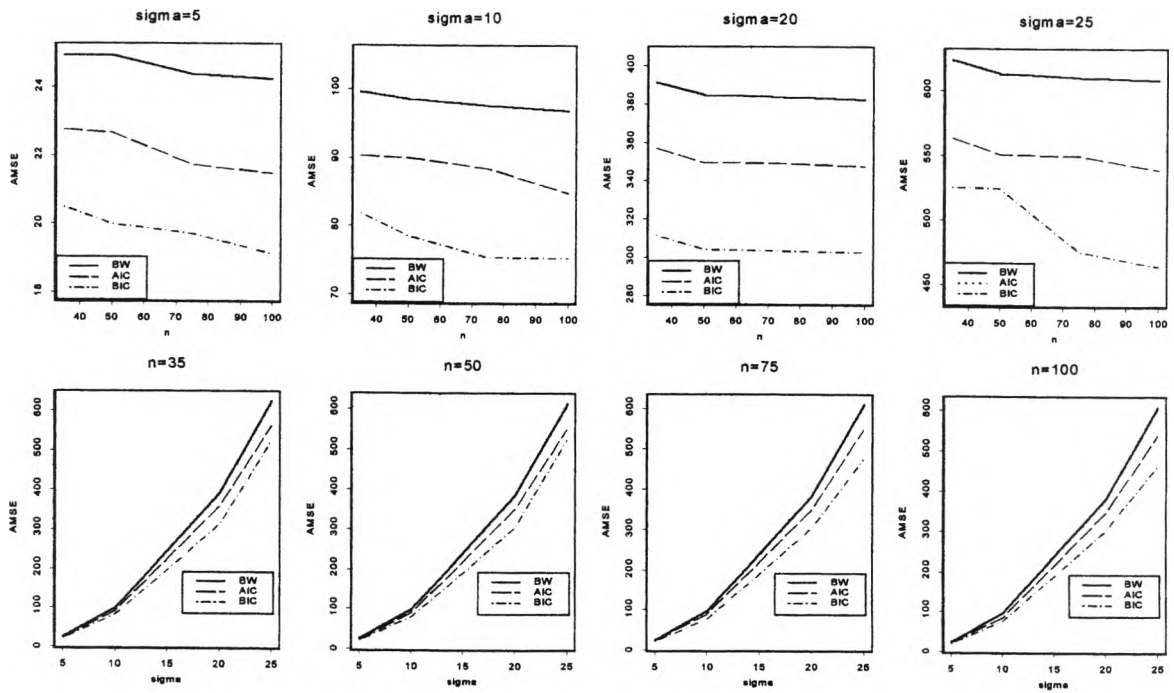 sigma=5
AMSE
24
22
20
18
BW
AIC
BIC
40 50 60 70 80 90 100
n
sigma=10
AMSE
100
90
80
70
BW
AIC
BIC
40 50 60 70 80 90 100
n
sigma=20
AMSE
400
380
360
340
320
300
280
BW
AIC
BIC
40 50 60 70 80 90 100
n
sigma=25
AMSE
600
550
500
450
BW
AIC
BIC
40 50 60 70 80 90 100
n
n=35
AMSE
600
500
400
300
200
100
0
BW
AIC
BIC
5 10 15 20 25
sigma
n=50
AMSE
600
500
400
300
200
100
0
BW
AIC
BIC
5 10 15 20 25
sigma
n=75
AMSE
600
500
400
300
200
100
0
BW
AIC
BIC
5 10 15 20 25
sigma
n=100
AMSE
600
500
400
300
200
100
0
BW
AIC
BIC
5 10 15 20 25
sigma